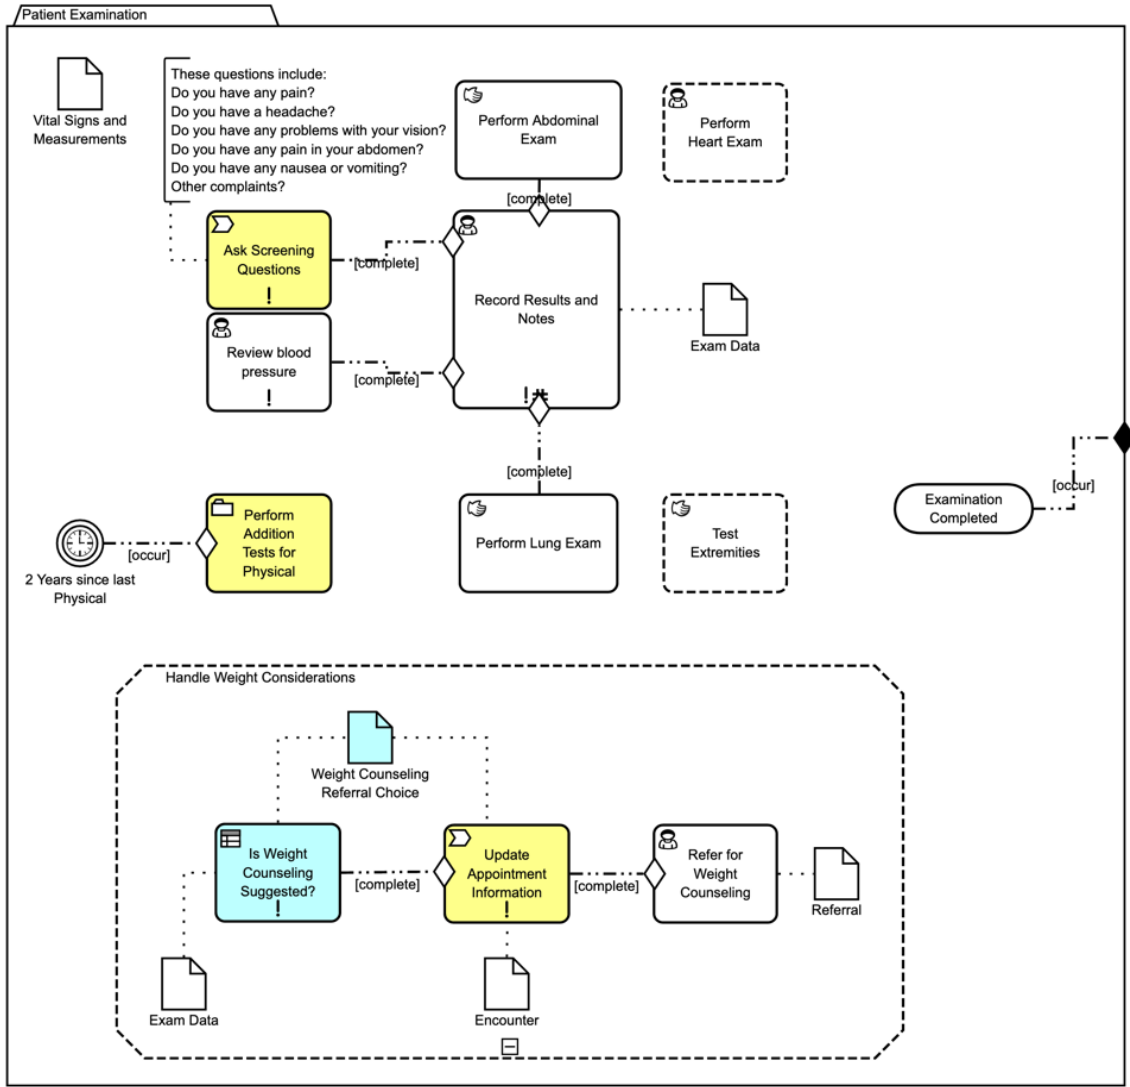 Patient Examination
Vital Signs and
Measurements
These questions include:
Do you have any pain?
Do you have a headache?
Do you have any problems with your vision?
Do you have any pain in your abdomen?
Do you have any nausea or vomiting?
Other complaints?
Perform Abdominal
Exam
Perform
Heart Exam
[complete]
Ask Screening
Questions
!
[complete]
Record Results and
Notes
!
Exam Data
Review blood
pressure
!
[complete]
[complete]
Examination
Completed
[occur]
2 Years since last
Physical
[occur]
Perform
Addition
Tests for
Physical
Perform Lung Exam
Test
Extremities
Handle Weight Considerations
Weight Counseling
Referral Choice
Is Weight
Counseling
Suggested?
!
[complete]
Update
Appointment
Information
!
[complete]
Refer for
Weight
Counseling
Referral
Exam Data
Encounter